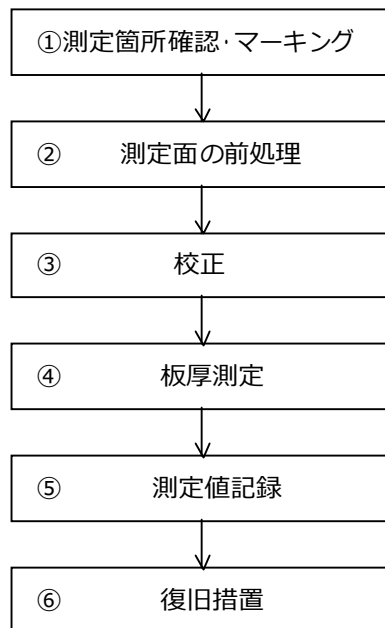 ①測定箇所確認･マーキング
② 測定面の前処理
③ 校正
④ 板厚測定
⑤ 測定値記録
⑥ 復旧措置